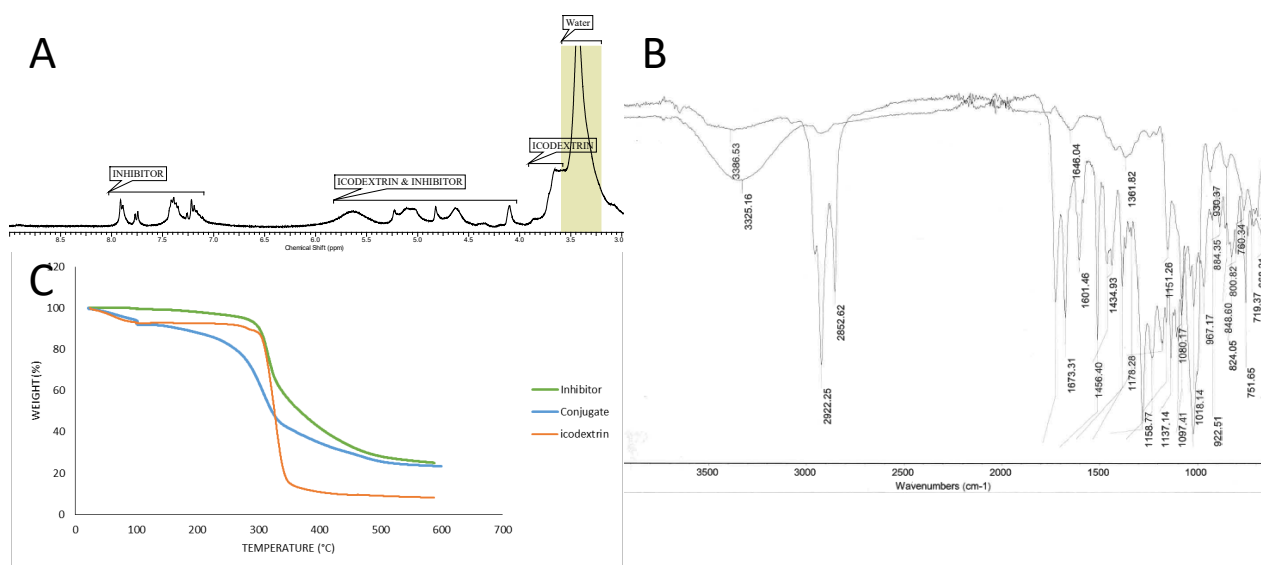 A
Water
ICODEXTRIN
INHIBITOR
ICODEXTRIN & INHIBITOR
8.5 8.0 7.5 7.0 6.5 6.0 5.5 5.0 4.5 4.0 3.5 3.0
Chemical Shift (ppm)
B
3386.53
3325.16
2922.25
2852.62
1673.31
1646.04
1601.46
1456.40
1434.93
1361.82
1178.28
1158.77
1151.26
1137.14
1097.41
1080.17
1018.14
967.17
930.37
922.51
884.35
848.60
824.05
800.82
760.34
751.65
719.37
3500 3000 2500 2000 1500 1000
Wavenumbers (cm-1)
C
120
100
80
60
40
20
0
WEIGHT (%)
0 100 200 300 400 500 600 700
TEMPERATURE (°C)
Inhibitor
Conjugate
icodextrin